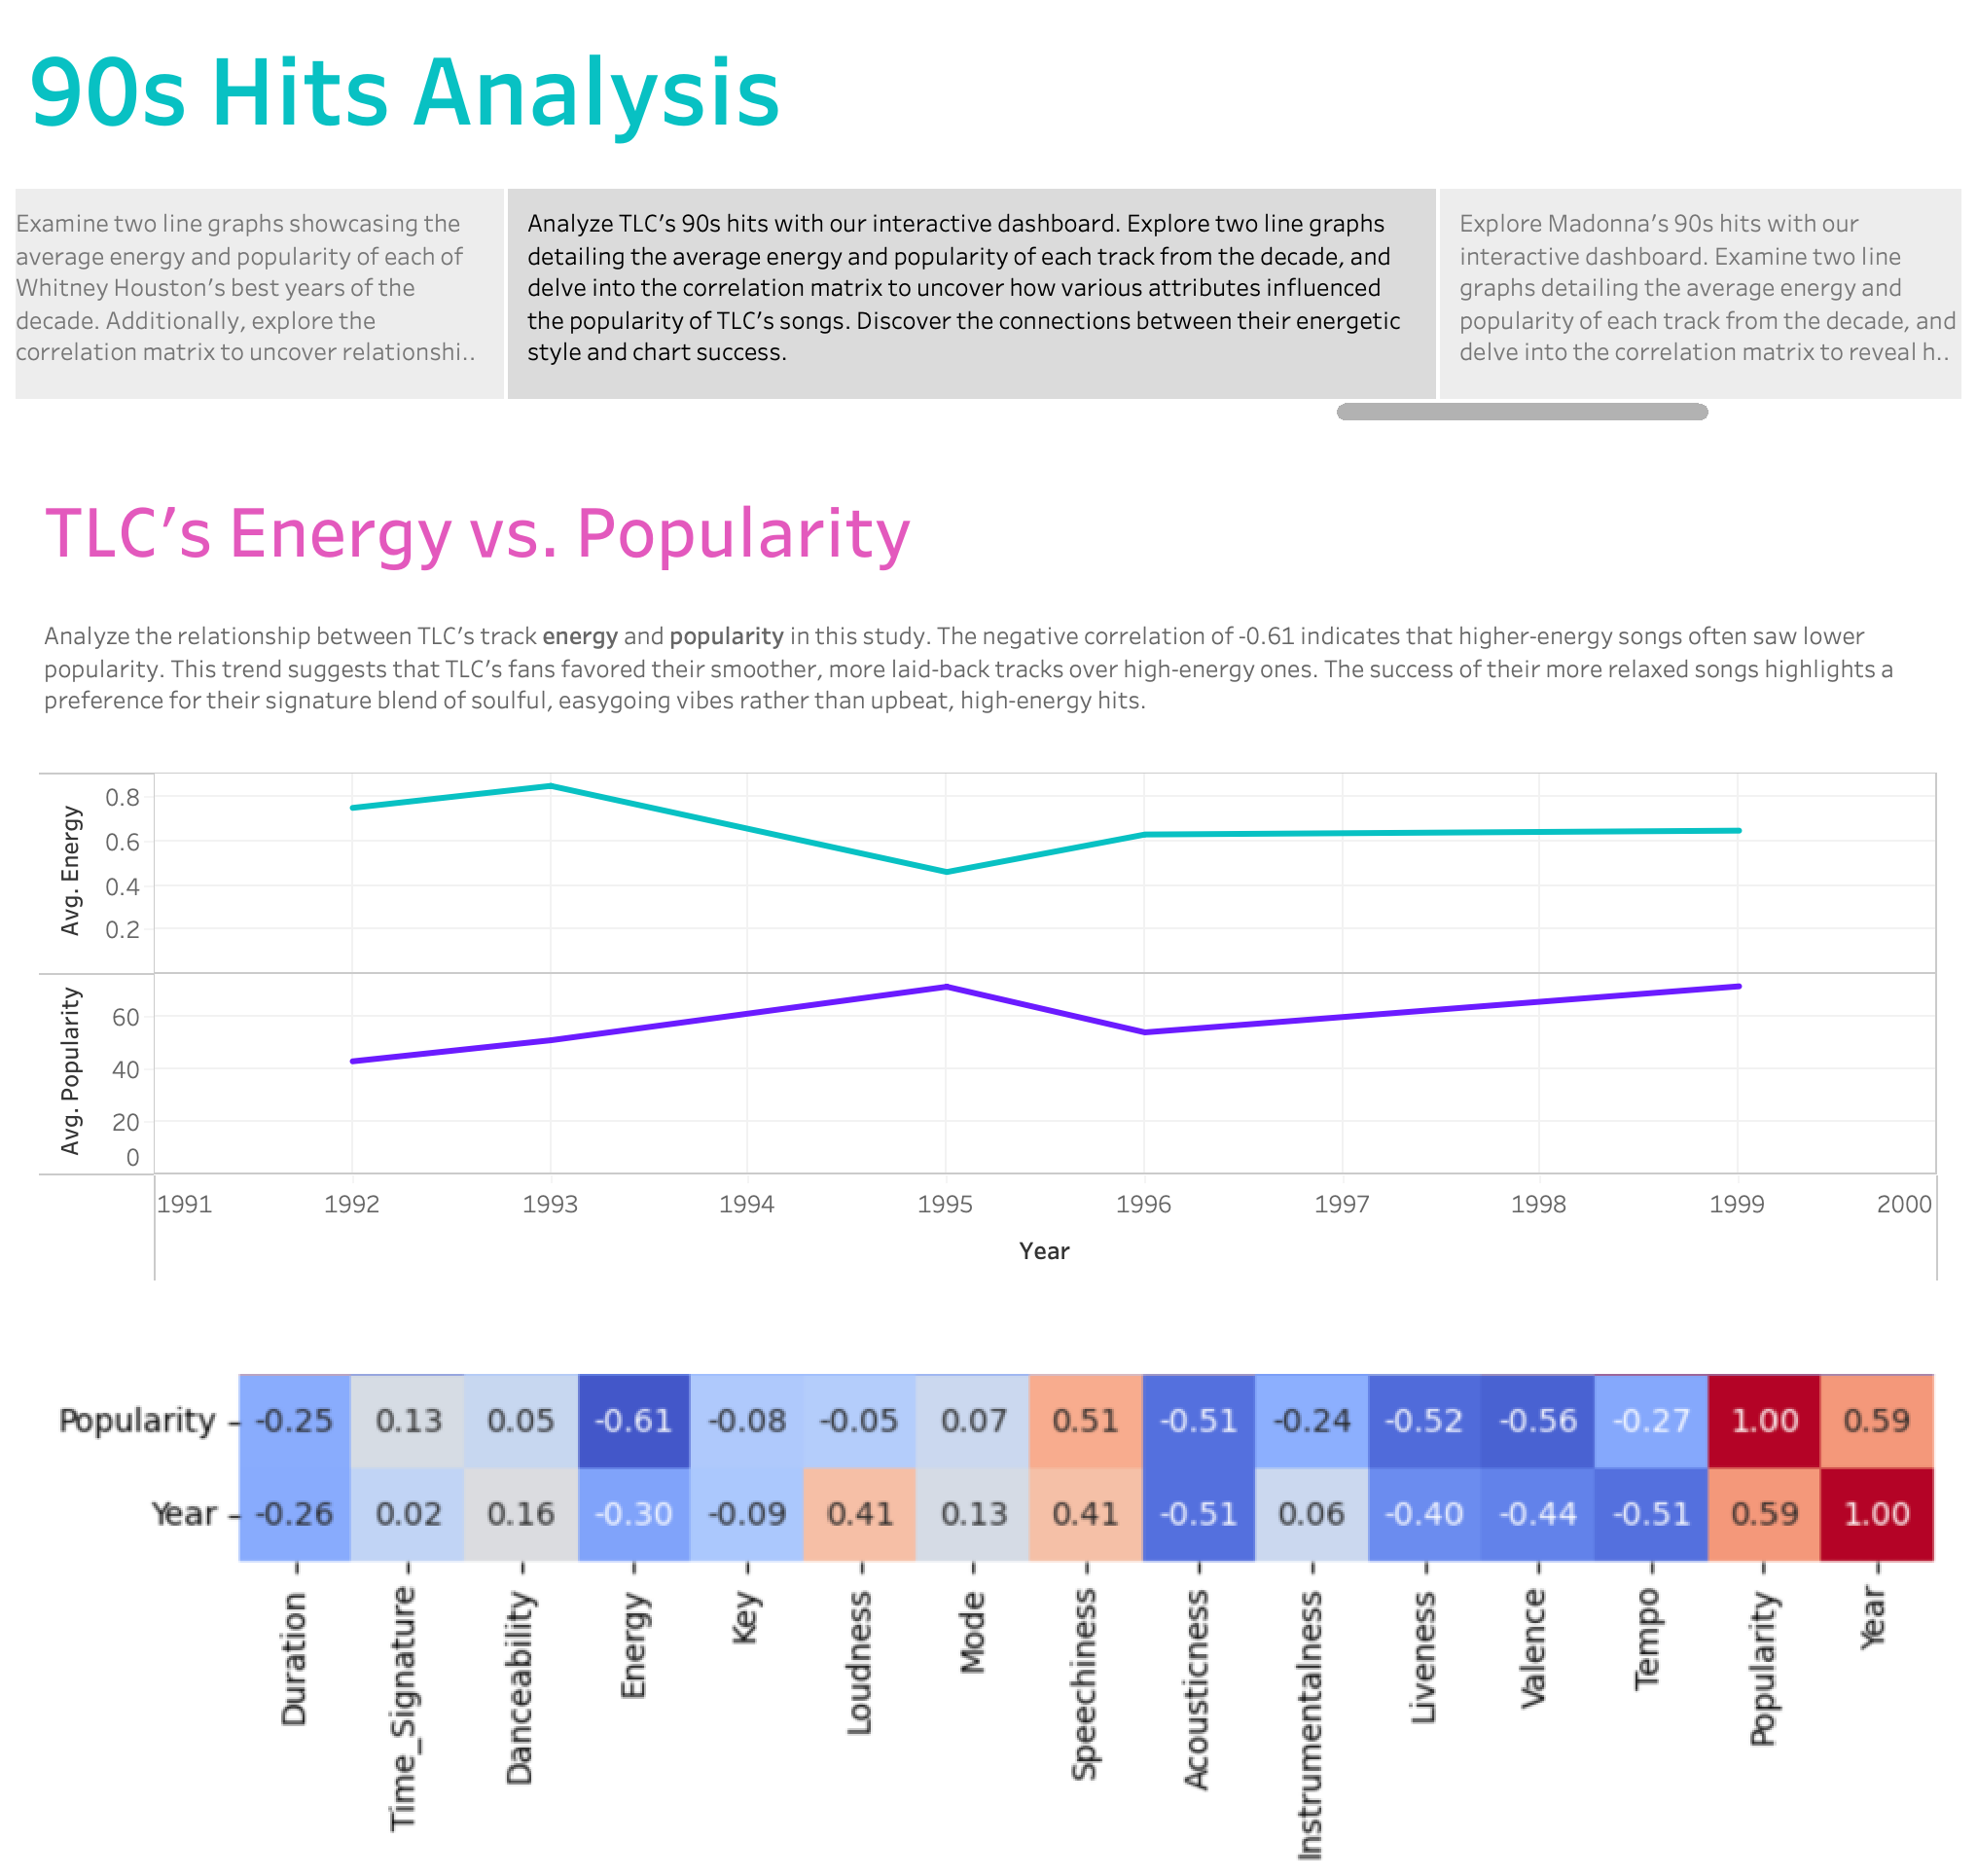 90s Hits Analysis
Examine two line graphs showcasing the
average energy and popularity of each of
Whitney Houston’s best years of the
decade. Additionally, explore the
correlation matrix to uncover relationshi..
Analyze TLC’s 90s hits with our interactive dashboard. Explore two line graphs
detailing the average energy and popularity of each track from the decade, and
delve into the correlation matrix to uncover how various attributes influenced
the popularity of TLC’s songs. Discover the connections between their energetic
style and chart success.
Explore Madonna’s 90s hits with our
interactive dashboard. Examine two line
graphs detailing the average energy and
popularity of each track from the decade, and
delve into the correlation matrix to reveal h..
TLC’s Energy vs. Popularity
Analyze the relationship between TLC’s track energy and popularity in this study. The negative correlation of -0.61 indicates that higher-energy songs often saw lower
popularity. This trend suggests that TLC’s fans favored their smoother, more laid-back tracks over high-energy ones. The success of their more relaxed songs highlights a
preference for their signature blend of soulful, easygoing vibes rather than upbeat, high-energy hits.
Avg. Energy
0.8
0.6
0.4
0.2
Avg. Popularity
60
40
20
0
1991 1992 1993 1994 1995 1996 1997 1998 1999 2000
Year
Popularity -0.25 0.13 0.05 -0.61 -0.08 -0.05 0.07 0.51 -0.51 -0.24 -0.52 -0.56 -0.27 1.00 0.59
Year -0.26 0.02 0.16 -0.30 -0.09 0.41 0.13 0.41 -0.51 0.06 -0.40 -0.44 -0.51 0.59 1.00
Duration
Time_Signature
Danceability
Energy
Key
Loudness
Mode
Speechiness
Acousticness
Instrumentalness
Liveness
Valence
Tempo
Popularity
Year